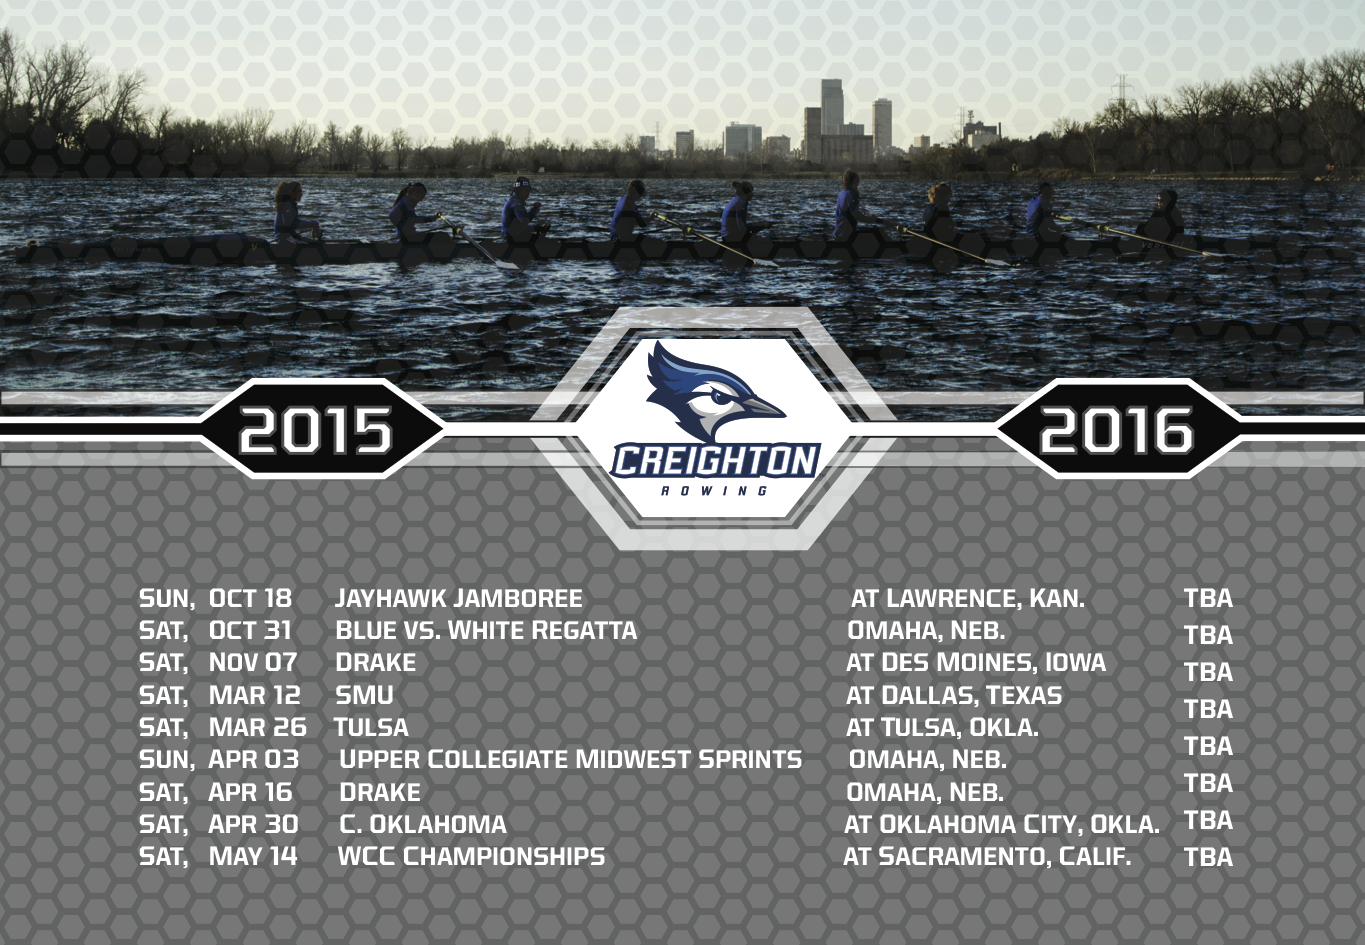 2015
2016
CREIGHTON
ROWING
SUN, OCT 18 JAYHAWK JAMBOREE AT LAWRENCE, KAN. TBA
SAT, OCT 31 BLUE VS. WHITE REGATTA OMAHA, NEB. TBA
SAT, NOV 07 DRAKE AT DES MOINES, IOWA TBA
SAT, MAR 12 SMU AT DALLAS, TEXAS TBA
SAT, MAR 26 TULSA AT TULSA, OKLA. TBA
SUN, APR 03 UPPER COLLEGIATE MIDWEST SPRINTS OMAHA, NEB. TBA
SAT, APR 16 DRAKE OMAHA, NEB. TBA
SAT, APR 30 C. OKLAHOMA AT OKLAHOMA CITY, OKLA. TBA
SAT, MAY 14 WCC CHAMPIONSHIPS AT SACRAMENTO, CALIF.